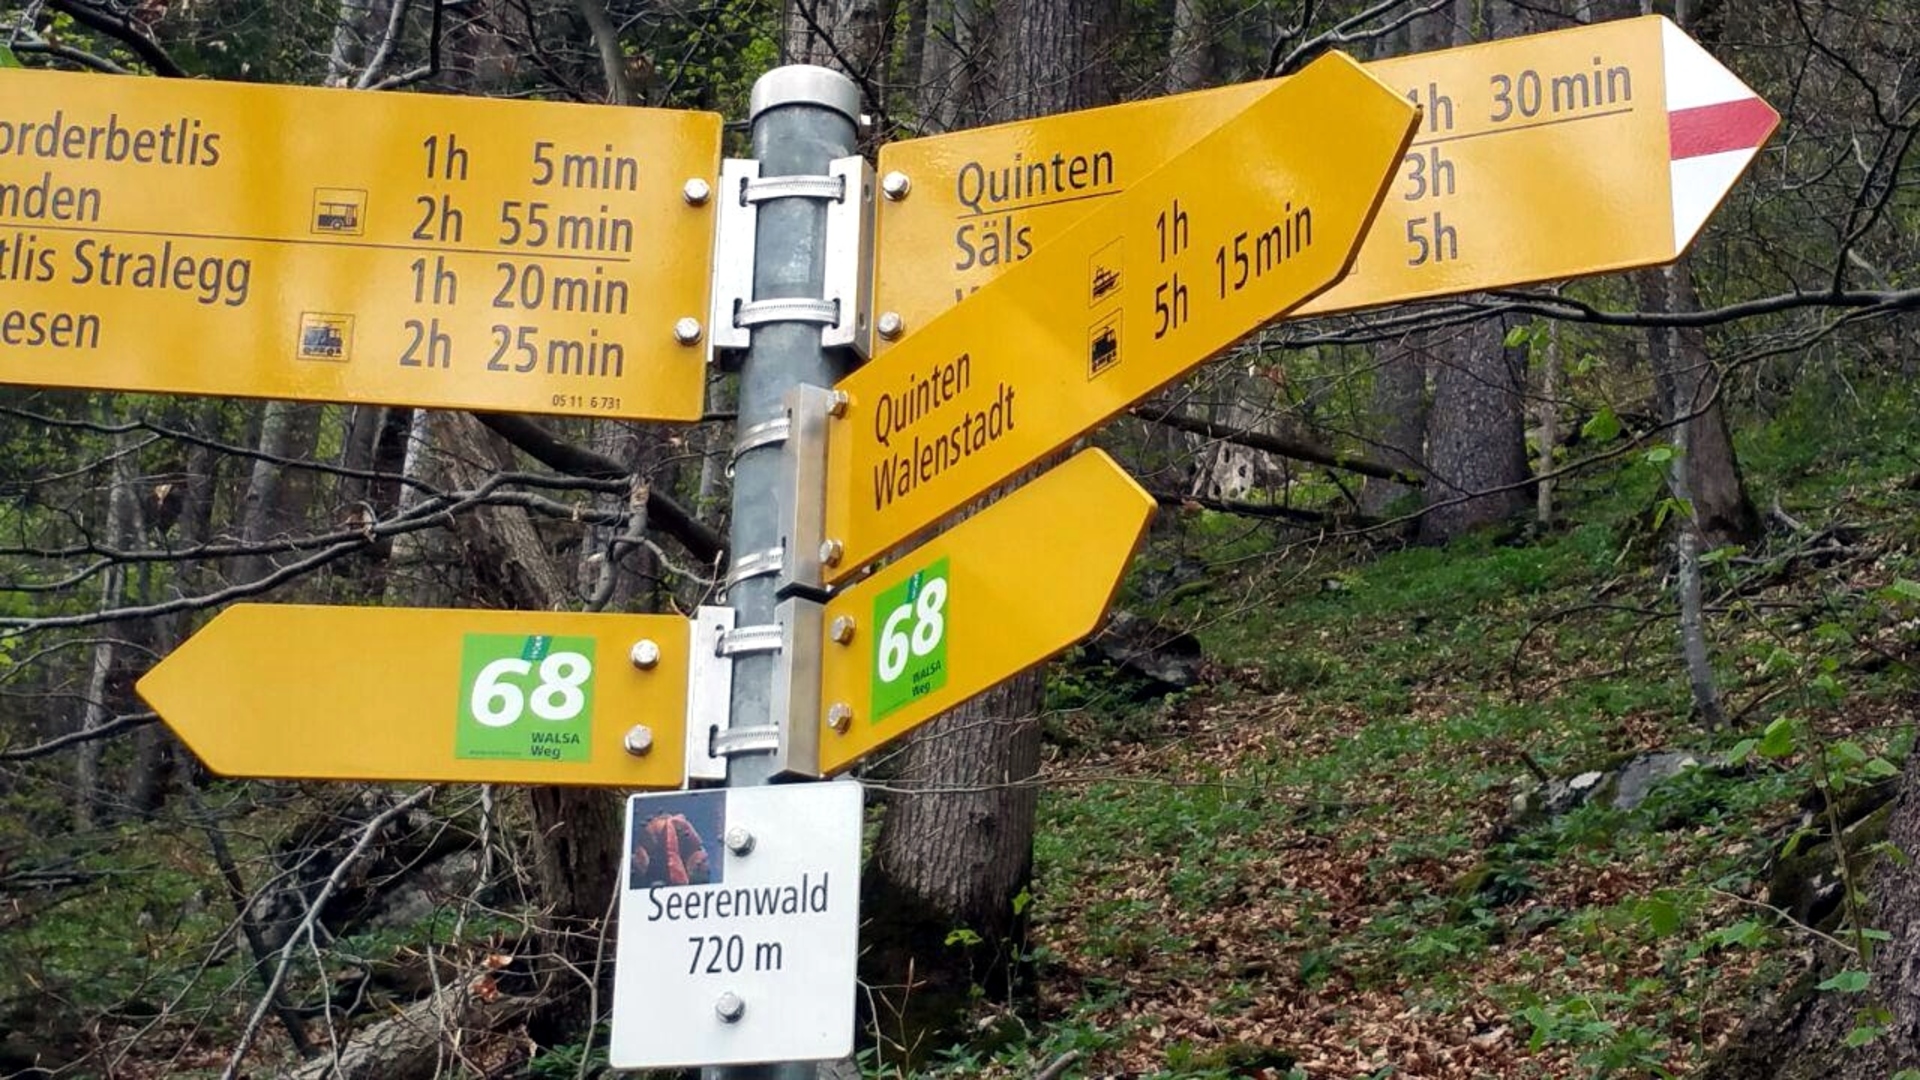 orderbetlis 1h 5min
mden 2h 55min
tlis Stralegg 1h 20min
esen 2h 25min
05 11 6 731
Quinten 1h 30min
Säls 3h
5h
Quinten 1h
Walenstadt 5h 15min
68
WALSA
Weg
68
WALSA
Weg
Seerenwald
720 m